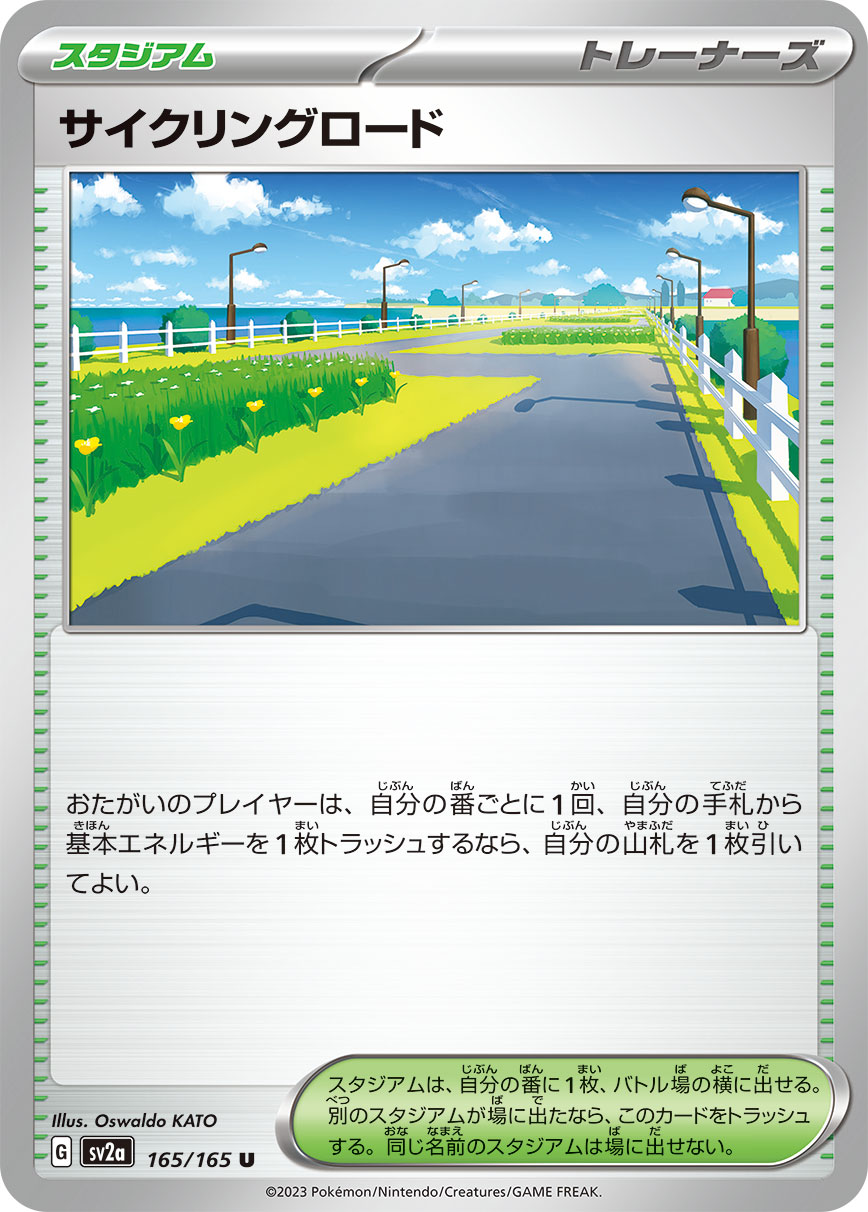 スタジアム
トレーナーズ
サイクリングロード
おたがいのプレイヤーは、自分の番ごとに1回、自分の手札から
基本エネルギーを1枚トラッシュするなら、自分の山札を1枚引い
てよい。
スタジアムは、自分の番に1枚、バトル場の横に出せる。
別のスタジアムが場に出たなら、このカードをトラッシュ
する。同じ名前のスタジアムは場に出せない。
Illus. Oswaldo KATO
G sv2a 165/165 U
©2023 Pokémon/Nintendo/Creatures/GAME FREAK.